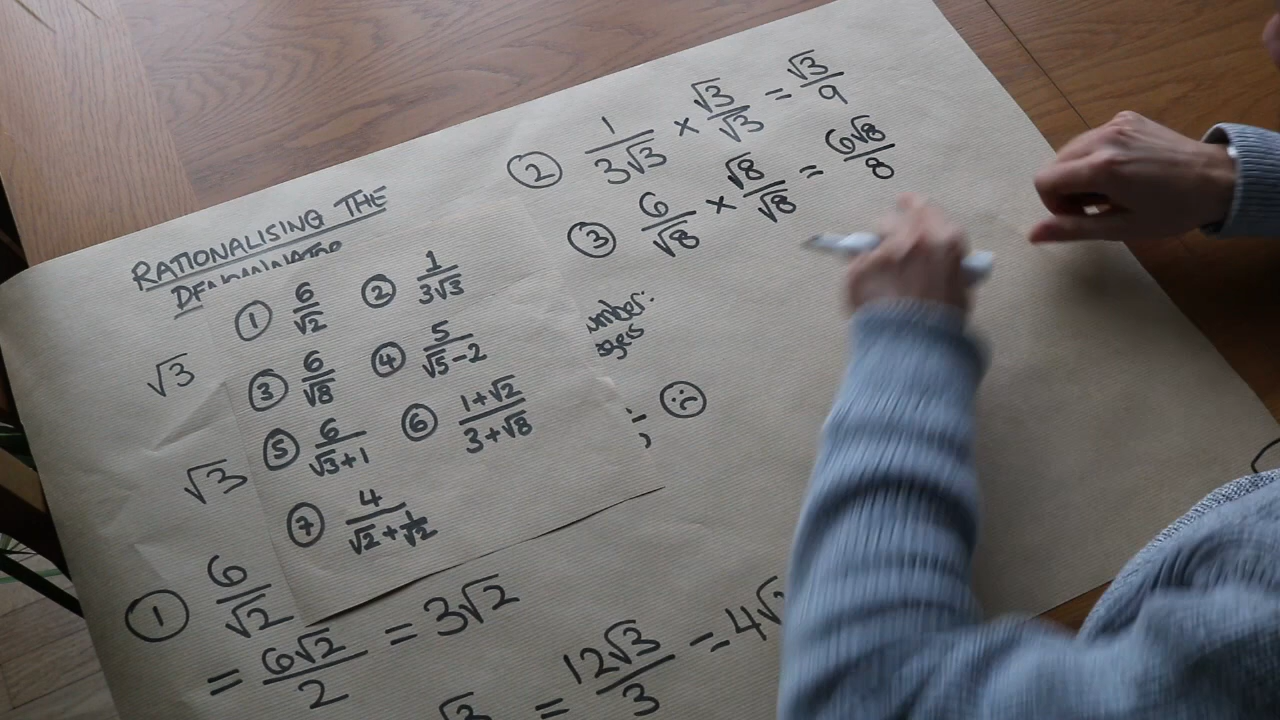 RATIONALISING THE
① 6/√2 ② 1/3√3
③ 6/√8 ④ 5/√5-2
⑤ 6/√3+1 ⑥ 1+√2/3+√8
⑦ 4/√2+1/√2
√3
√3
① 6/√2
= 6√2/2 = 3√2
= 12√3/3 = 4√
√3
② 1/3√3 × √3/√3 = √3/9
③ 6/√8 × √8/√8 = 6√8/8